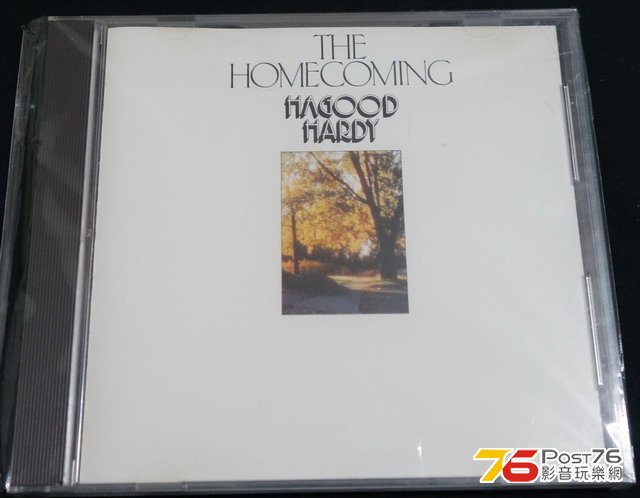 THE
HOMECOMING
HAGOOD
HARDY
76 POST76
影音玩樂網